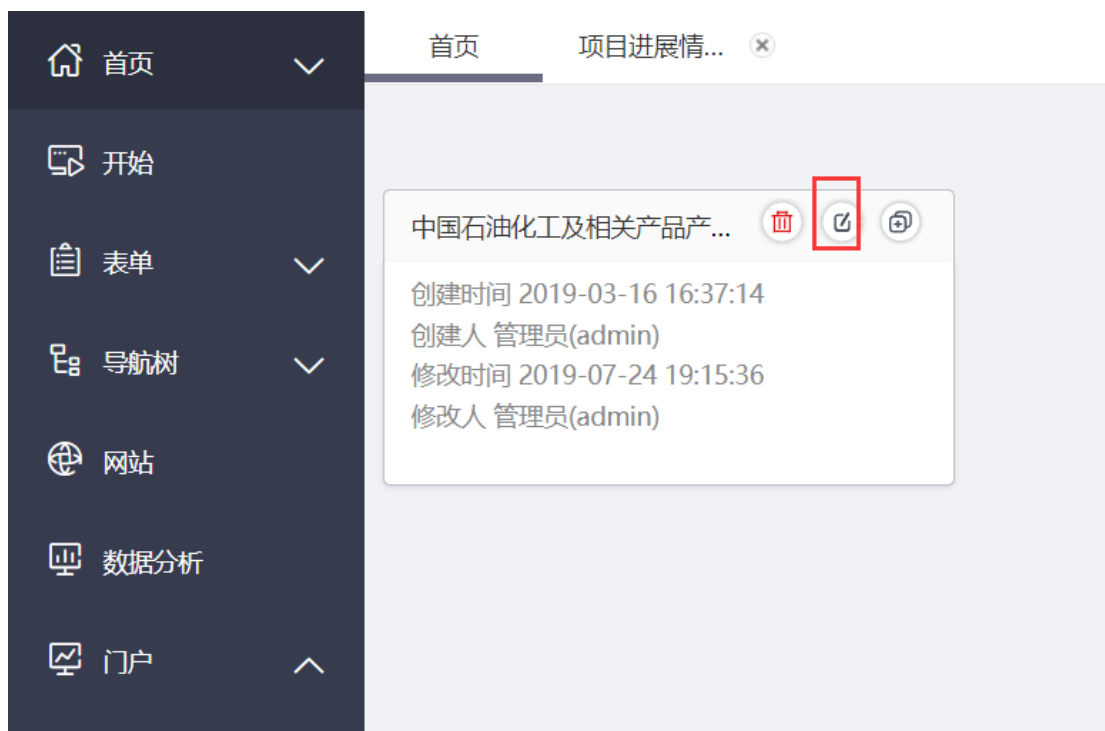 首页
开始
表单
导航树
网站
数据分析
门户
首页 项目进展情...
中国石油化工及相关产品产...
创建时间 2019-03-16 16:37:14
创建人 管理员(admin)
修改时间 2019-07-24 19:15:36
修改人 管理员(admin)